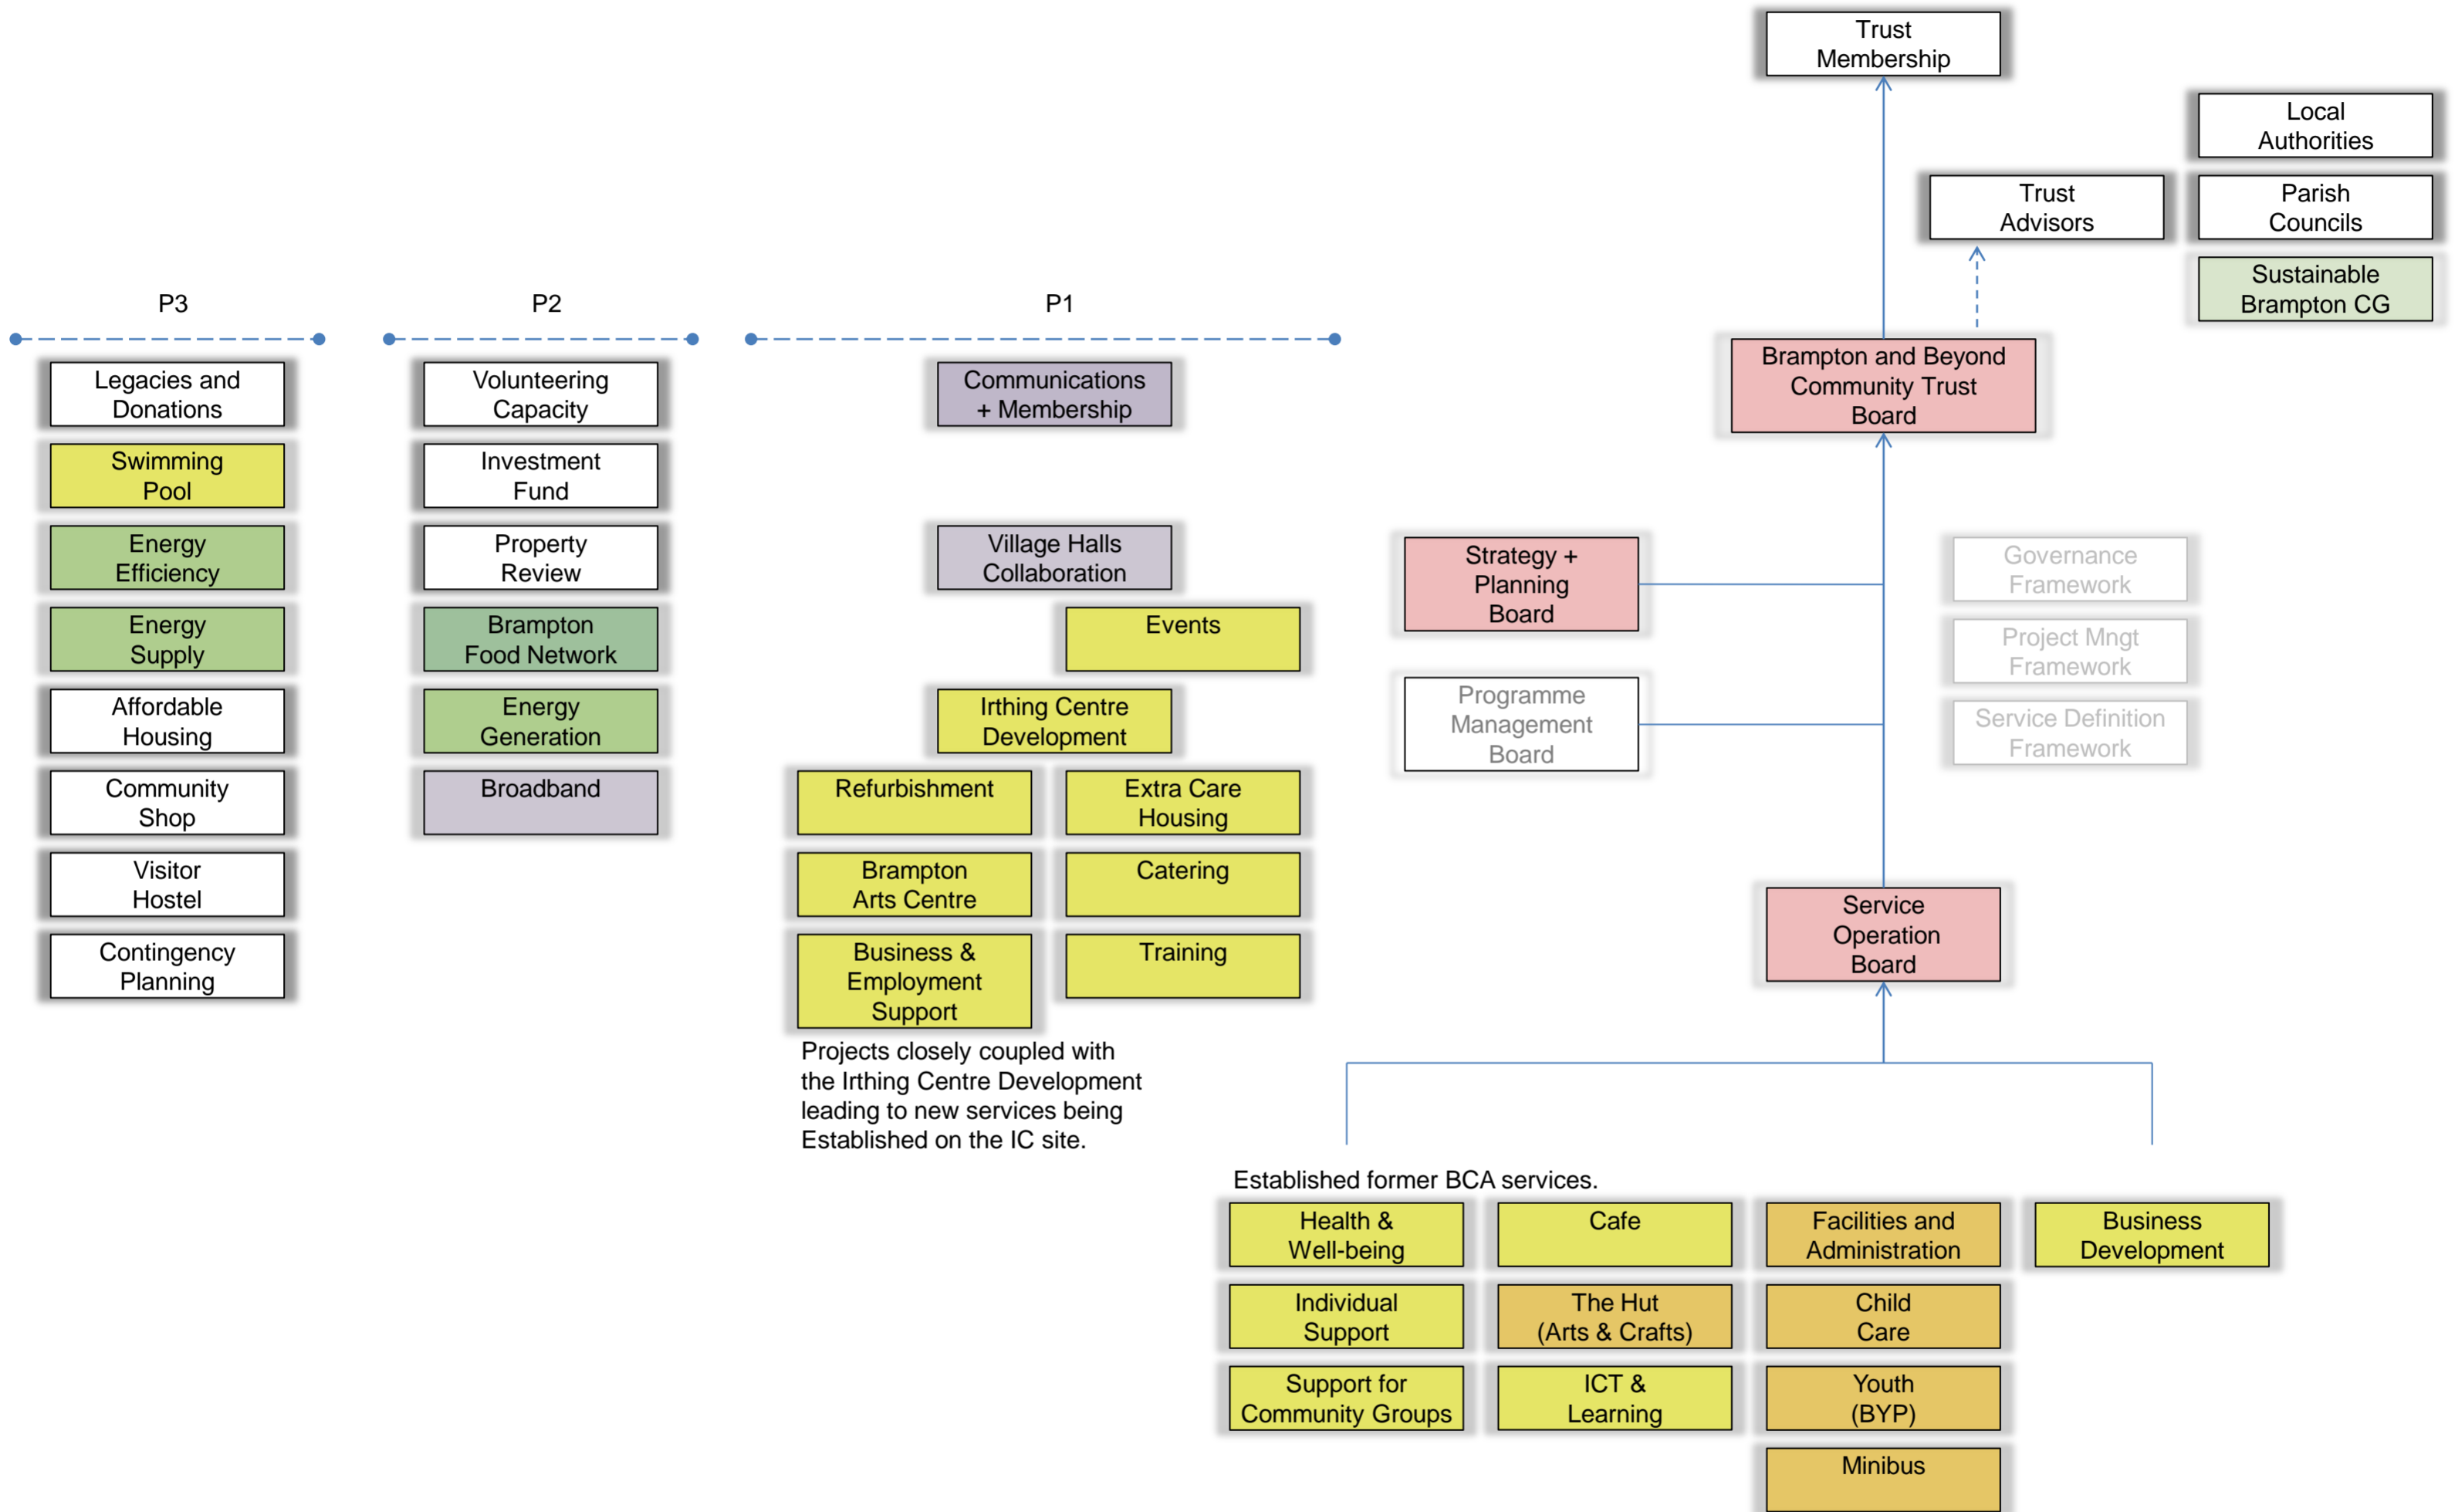 Trust
Membership
Local
Authorities
Trust
Advisors
Parish
Councils
Sustainable
Brampton CG
P3
P2
P1
Legacies and
Donations
Swimming
Pool
Energy
Efficiency
Energy
Supply
Affordable
Housing
Community
Shop
Visitor
Hostel
Contingency
Planning
Volunteering
Capacity
Investment
Fund
Property
Review
Brampton
Food Network
Energy
Generation
Broadband
Communications
+ Membership
Village Halls
Collaboration
Events
Irthing Centre
Development
Refurbishment
Extra Care
Housing
Brampton
Arts Centre
Catering
Business &
Employment
Support
Training
Projects closely coupled with
the Irthing Centre Development
leading to new services being
Established on the IC site.
Brampton and Beyond
Community Trust
Board
Strategy +
Planning
Board
Programme
Management
Board
Governance
Framework
Project Mngt
Framework
Service Definition
Framework
Service
Operation
Board
Established former BCA services.
Health &
Well-being
Cafe
Facilities and
Administration
Business
Development
Individual
Support
The Hut
(Arts & Crafts)
Child
Care
Support for
Community Groups
ICT &
Learning
Youth
(BYP)
Minibus